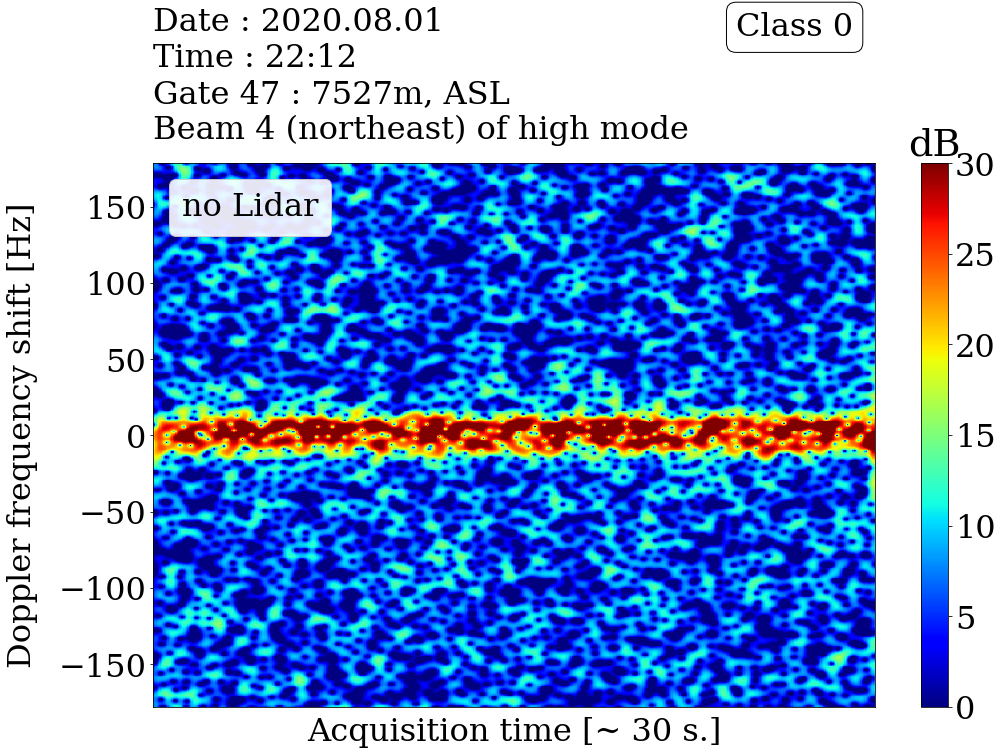 Date : 2020.08.01
Time : 22:12
Gate 47 : 7527m, ASL
Beam 4 (northeast) of high mode
Class 0
no Lidar
Doppler frequency shift [Hz]
150
100
50
0
−50
−100
−150
Acquisition time [~ 30 s.]
dB
30
25
20
15
10
5
0